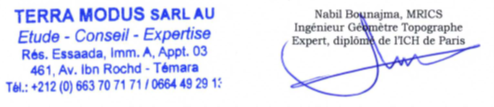 TERRA MODUS SARL AU
Etude - Conseil - Expertise
Rés. Essaada, Imm. A, Appt. 03
461, Av. Ibn Rochd - Témara
Tél.: +212 (0) 663 70 71 71 / 0664 49 29 13
Nabil Bounajma, MRICS
Ingénieur Géomètre Topographe
Expert, diplômé de l'ICH de Paris